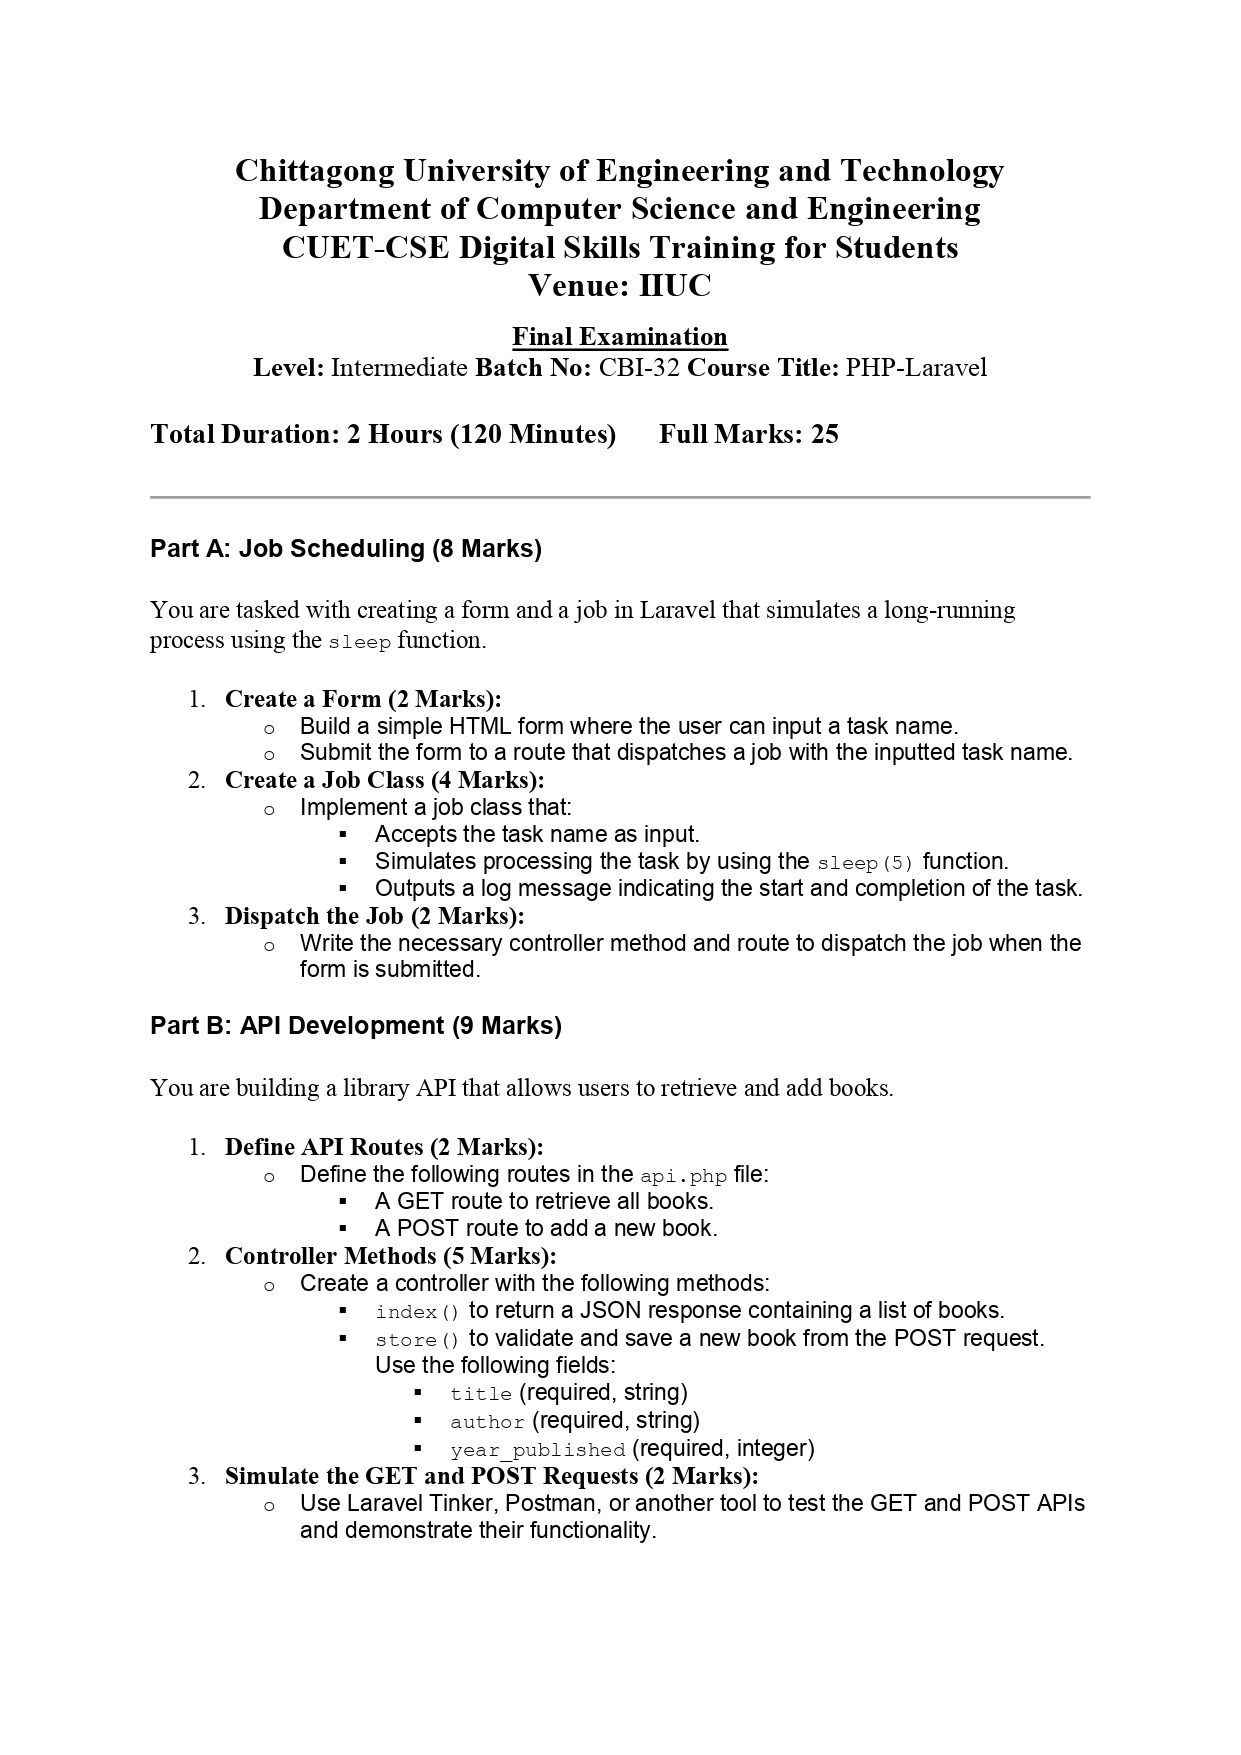 Chittagong University of Engineering and Technology
Department of Computer Science and Engineering
CUET-CSE Digital Skills Training for Students
Venue: IIUC
Final Examination
Level: Intermediate Batch No: CBI-32 Course Title: PHP-Laravel
Total Duration: 2 Hours (120 Minutes) Full Marks: 25
Part A: Job Scheduling (8 Marks)
You are tasked with creating a form and a job in Laravel that simulates a long-running
process using the sleep function.
1. Create a Form (2 Marks):
o Build a simple HTML form where the user can input a task name.
o Submit the form to a route that dispatches a job with the inputted task name.
2. Create a Job Class (4 Marks):
o Implement a job class that:
▪ Accepts the task name as input.
▪ Simulates processing the task by using the sleep(5) function.
▪ Outputs a log message indicating the start and completion of the task.
3. Dispatch the Job (2 Marks):
o Write the necessary controller method and route to dispatch the job when the
form is submitted.
Part B: API Development (9 Marks)
You are building a library API that allows users to retrieve and add books.
1. Define API Routes (2 Marks):
o Define the following routes in the api.php file:
▪ A GET route to retrieve all books.
▪ A POST route to add a new book.
2. Controller Methods (5 Marks):
o Create a controller with the following methods:
▪ index() to return a JSON response containing a list of books.
▪ store() to validate and save a new book from the POST request.
Use the following fields:
▪ title (required, string)
▪ author (required, string)
▪ year_published (required, integer)
3. Simulate the GET and POST Requests (2 Marks):
o Use Laravel Tinker, Postman, or another tool to test the GET and POST APIs
and demonstrate their functionality.